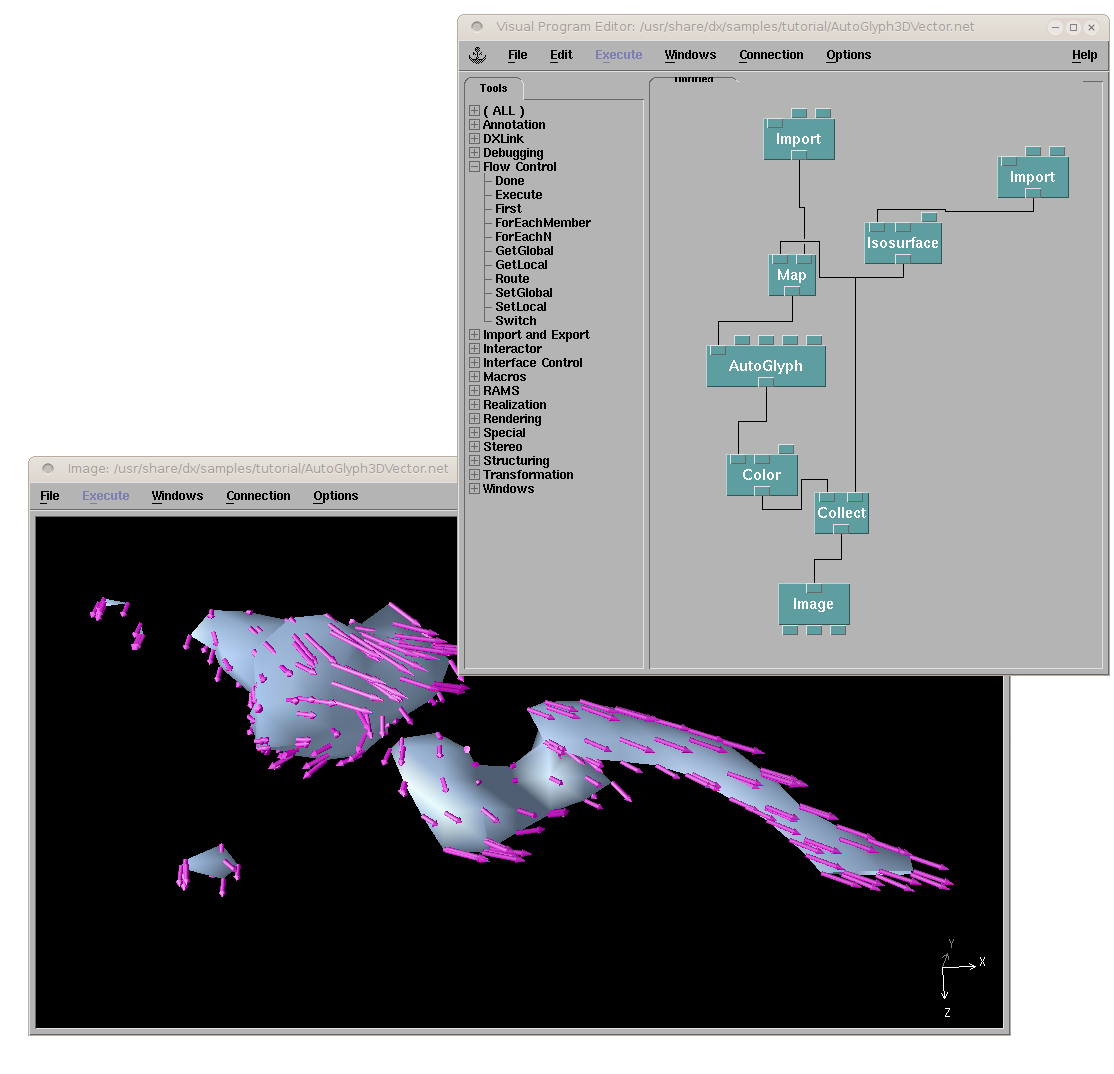 Visual Program Editor: /usr/share/dx/samples/tutorial/AutoGlyph3DVector.net
File Edit Execute Windows Connection Options Help
Tools
( ALL )
Annotation
DXLink
Debugging
Flow Control
Done
Execute
First
ForEachMember
ForEachN
GetGlobal
GetLocal
Route
SetGlobal
SetLocal
Switch
Import and Export
Interactor
Interface Control
Macros
RAMS
Realization
Rendering
Special
Stereo
Structuring
Transformation
Windows
Untitled
Import
Import
Isosurface
Map
AutoGlyph
Color
Collect
Image
Image: /usr/share/dx/samples/tutorial/AutoGlyph3DVector.net
File Execute Windows Connection Options
Y
X
Z